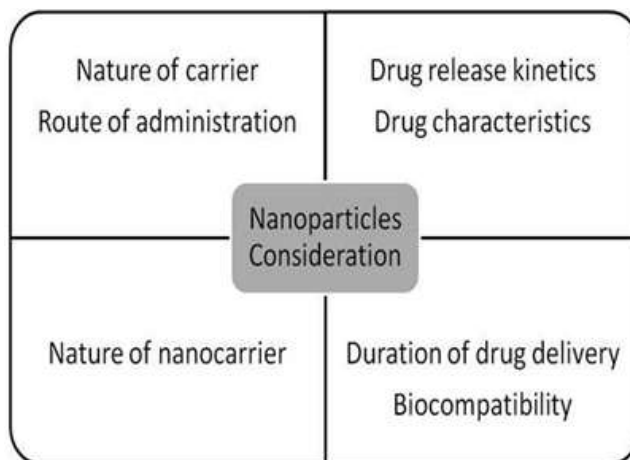 Nature of carrier
Route of administration
Drug release kinetics
Drug characteristics
Nanoparticles
Consideration
Nature of nanocarrier
Duration of drug delivery
Biocompatibility